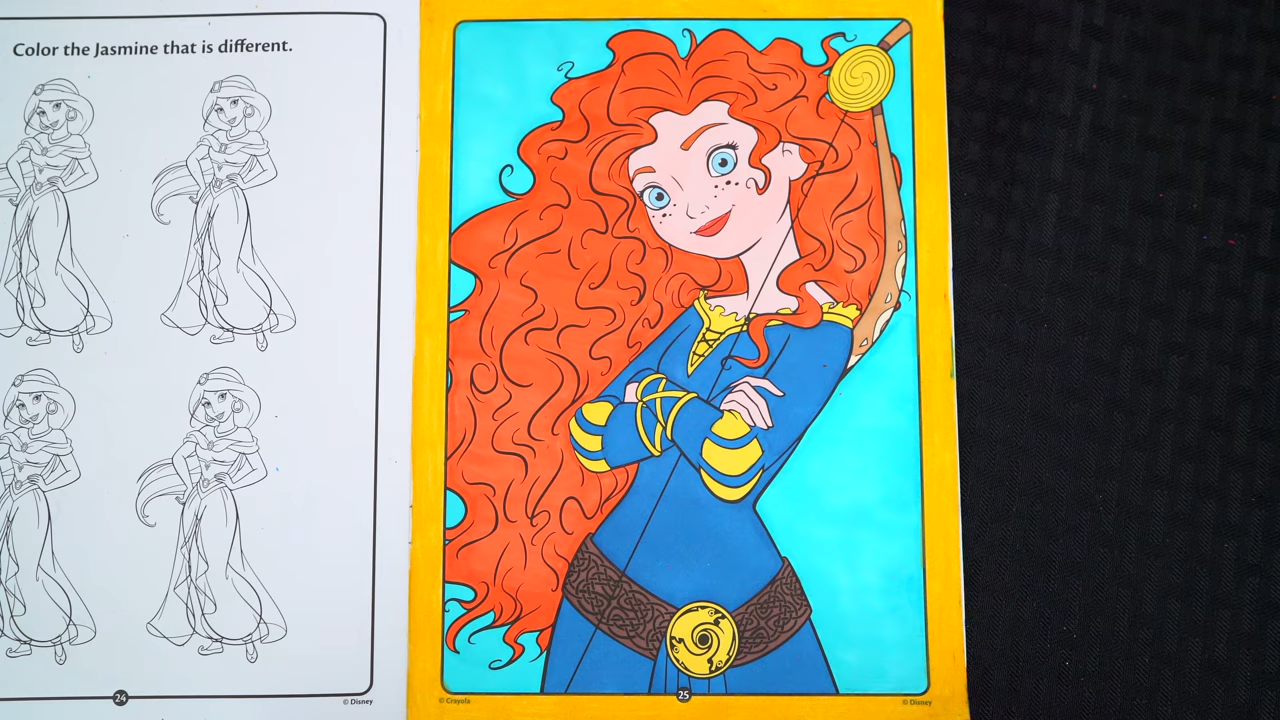 Color the Jasmine that is different.
24
© Disney
© Crayola
25
© Disney